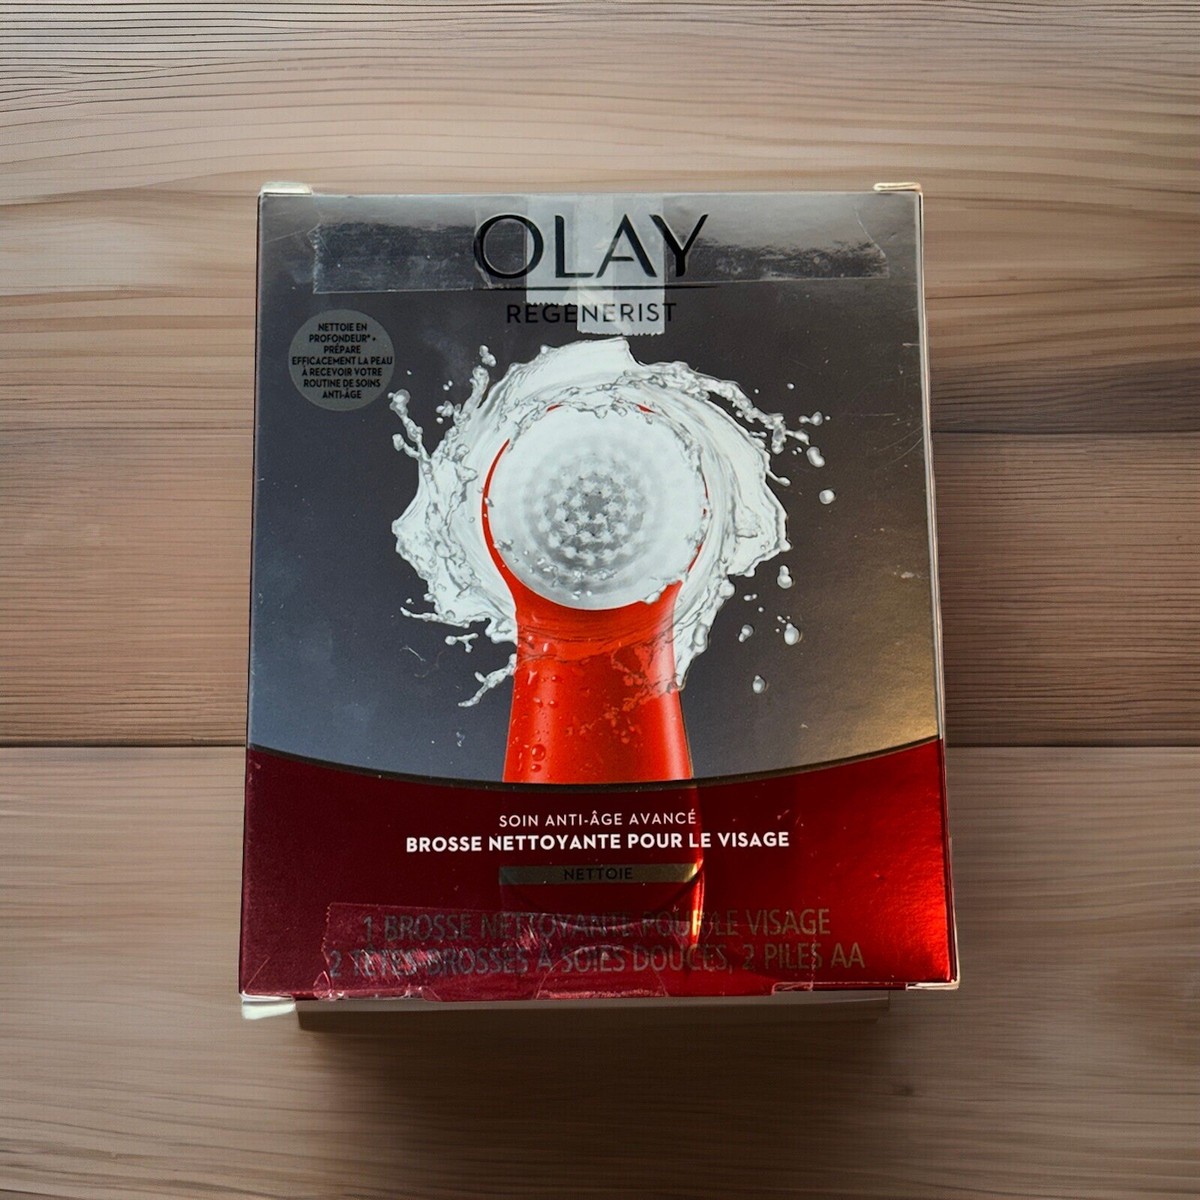 OLAY
REGENERIST
NETTOIE EN
PROFONDEUR* •
PRÉPARE
EFFICACEMENT LA PEAU
À RECEVOIR VOTRE
ROUTINE DE SOINS
ANTI-ÂGE
SOIN ANTI-ÂGE AVANCÉ
BROSSE NETTOYANTE POUR LE VISAGE
NETTOIE
1 BROSSE NETTOYANTE POUR LE VISAGE
2 TÊTES-BROSSES À SOIES DOUCES, 2 PILES AA